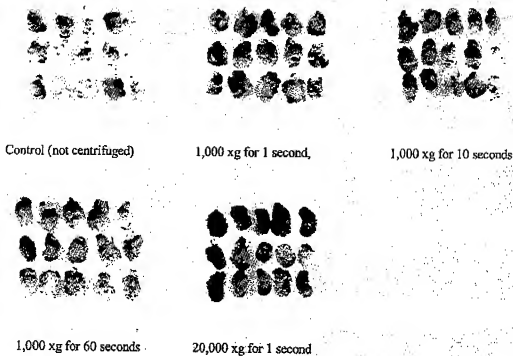 Control (not centrifuged)
1,000 xg for 1 second,
1,000 xg for 10 seconds
1,000 xg for 60 seconds
20,000 xg for 1 second